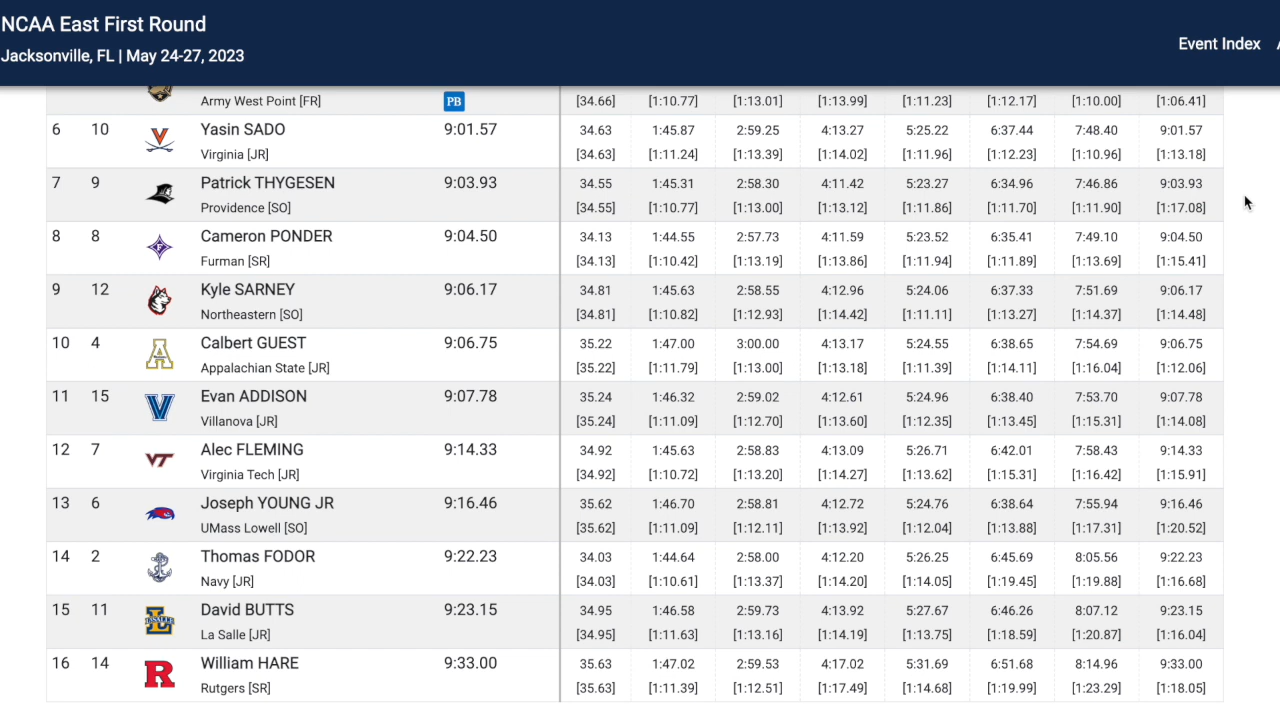 NCAA East First Round
Jacksonville, FL | May 24-27, 2023
Event Index
Army West Point [FR] PB [34.66] [1:10.77] [1:13.01] [1:13.99] [1:11.23] [1:12.17] [1:10.00] [1:06.41]
6 10 Yasin SADO 9:01.57 34.63 1:45.87 2:59.25 4:13.27 5:25.22 6:37.44 7:48.40 9:01.57
Virginia [JR] [34.63] [1:11.24] [1:13.39] [1:14.02] [1:11.96] [1:12.23] [1:10.96] [1:13.18]
7 9 Patrick THYGESEN 9:03.93 34.55 1:45.31 2:58.30 4:11.42 5:23.27 6:34.96 7:46.86 9:03.93
Providence [SO] [34.55] [1:10.77] [1:13.00] [1:13.12] [1:11.86] [1:11.70] [1:11.90] [1:17.08]
8 8 F Cameron PONDER 9:04.50 34.13 1:44.55 2:57.73 4:11.59 5:23.52 6:35.41 7:49.10 9:04.50
Furman [SR] [34.13] [1:10.42] [1:13.19] [1:13.86] [1:11.94] [1:11.89] [1:13.69] [1:15.41]
9 12 Kyle SARNEY 9:06.17 34.81 1:45.63 2:58.55 4:12.96 5:24.06 6:37.33 7:51.69 9:06.17
Northeastern [SO] [34.81] [1:10.82] [1:12.93] [1:14.42] [1:11.11] [1:13.27] [1:14.37] [1:14.48]
10 4 A Calbert GUEST 9:06.75 35.22 1:47.00 3:00.00 4:13.17 5:24.55 6:38.65 7:54.69 9:06.75
Appalachian State [JR] [35.22] [1:11.79] [1:13.00] [1:13.18] [1:11.39] [1:14.11] [1:16.04] [1:12.06]
11 15 V Evan ADDISON 9:07.78 35.24 1:46.32 2:59.02 4:12.61 5:24.96 6:38.40 7:53.70 9:07.78
Villanova [JR] [35.24] [1:11.09] [1:12.70] [1:13.60] [1:12.35] [1:13.45] [1:15.31] [1:14.08]
12 7 VT Alec FLEMING 9:14.33 34.92 1:45.63 2:58.83 4:13.09 5:26.71 6:42.01 7:58.43 9:14.33
Virginia Tech [JR] [34.92] [1:10.72] [1:13.20] [1:14.27] [1:13.62] [1:15.31] [1:16.42] [1:15.91]
13 6 Joseph YOUNG JR 9:16.46 35.62 1:46.70 2:58.81 4:12.72 5:24.76 6:38.64 7:55.94 9:16.46
UMass Lowell [SO] [35.62] [1:11.09] [1:12.11] [1:13.92] [1:12.04] [1:13.88] [1:17.31] [1:20.52]
14 2 Thomas FODOR 9:22.23 34.03 1:44.64 2:58.00 4:12.20 5:26.25 6:45.69 8:05.56 9:22.23
Navy [JR] [34.03] [1:10.61] [1:13.37] [1:14.20] [1:14.05] [1:19.45] [1:19.88] [1:16.68]
15 11 L LASALLE David BUTTS 9:23.15 34.95 1:46.58 2:59.73 4:13.92 5:27.67 6:46.26 8:07.12 9:23.15
La Salle [JR] [34.95] [1:11.63] [1:13.16] [1:14.19] [1:13.75] [1:18.59] [1:20.87] [1:16.04]
16 14 R William HARE 9:33.00 35.63 1:47.02 2:59.53 4:17.02 5:31.69 6:51.68 8:14.96 9:33.00
Rutgers [SR] [35.63] [1:11.39] [1:12.51] [1:17.49] [1:14.68] [1:19.99] [1:23.29] [1:18.05]